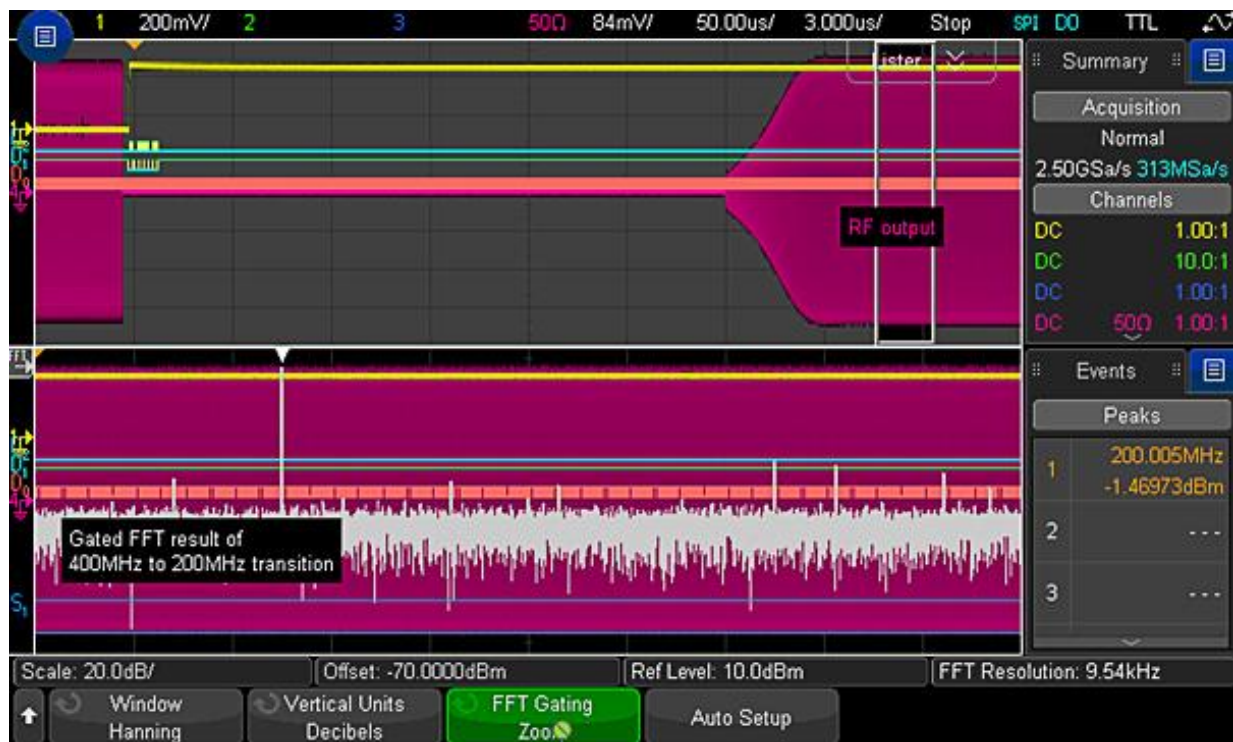 1 200mV/ 2 3 50Ω 84mV/ 50.00us/ 3.000us/ Stop SPI D0 TTL
Lister
Summary
Acquisition
Normal
2.50GSa/s 313MSa/s
Channels
DC 1.00:1
DC 10.0:1
DC 1.00:1
DC 50Ω 1.00:1
RF output
FFT
Events
Peaks
1 200.005MHz
-1.46973dBm
2 ---
3 ---
Gated FFT result of
400MHz to 200MHz transition
S1
Scale: 20.0dB/ Offset: -70.0000dBm Ref Level: 10.0dBm FFT Resolution: 9.54kHz
Window
Hanning
Vertical Units
Decibels
FFT Gating
Auto Setup